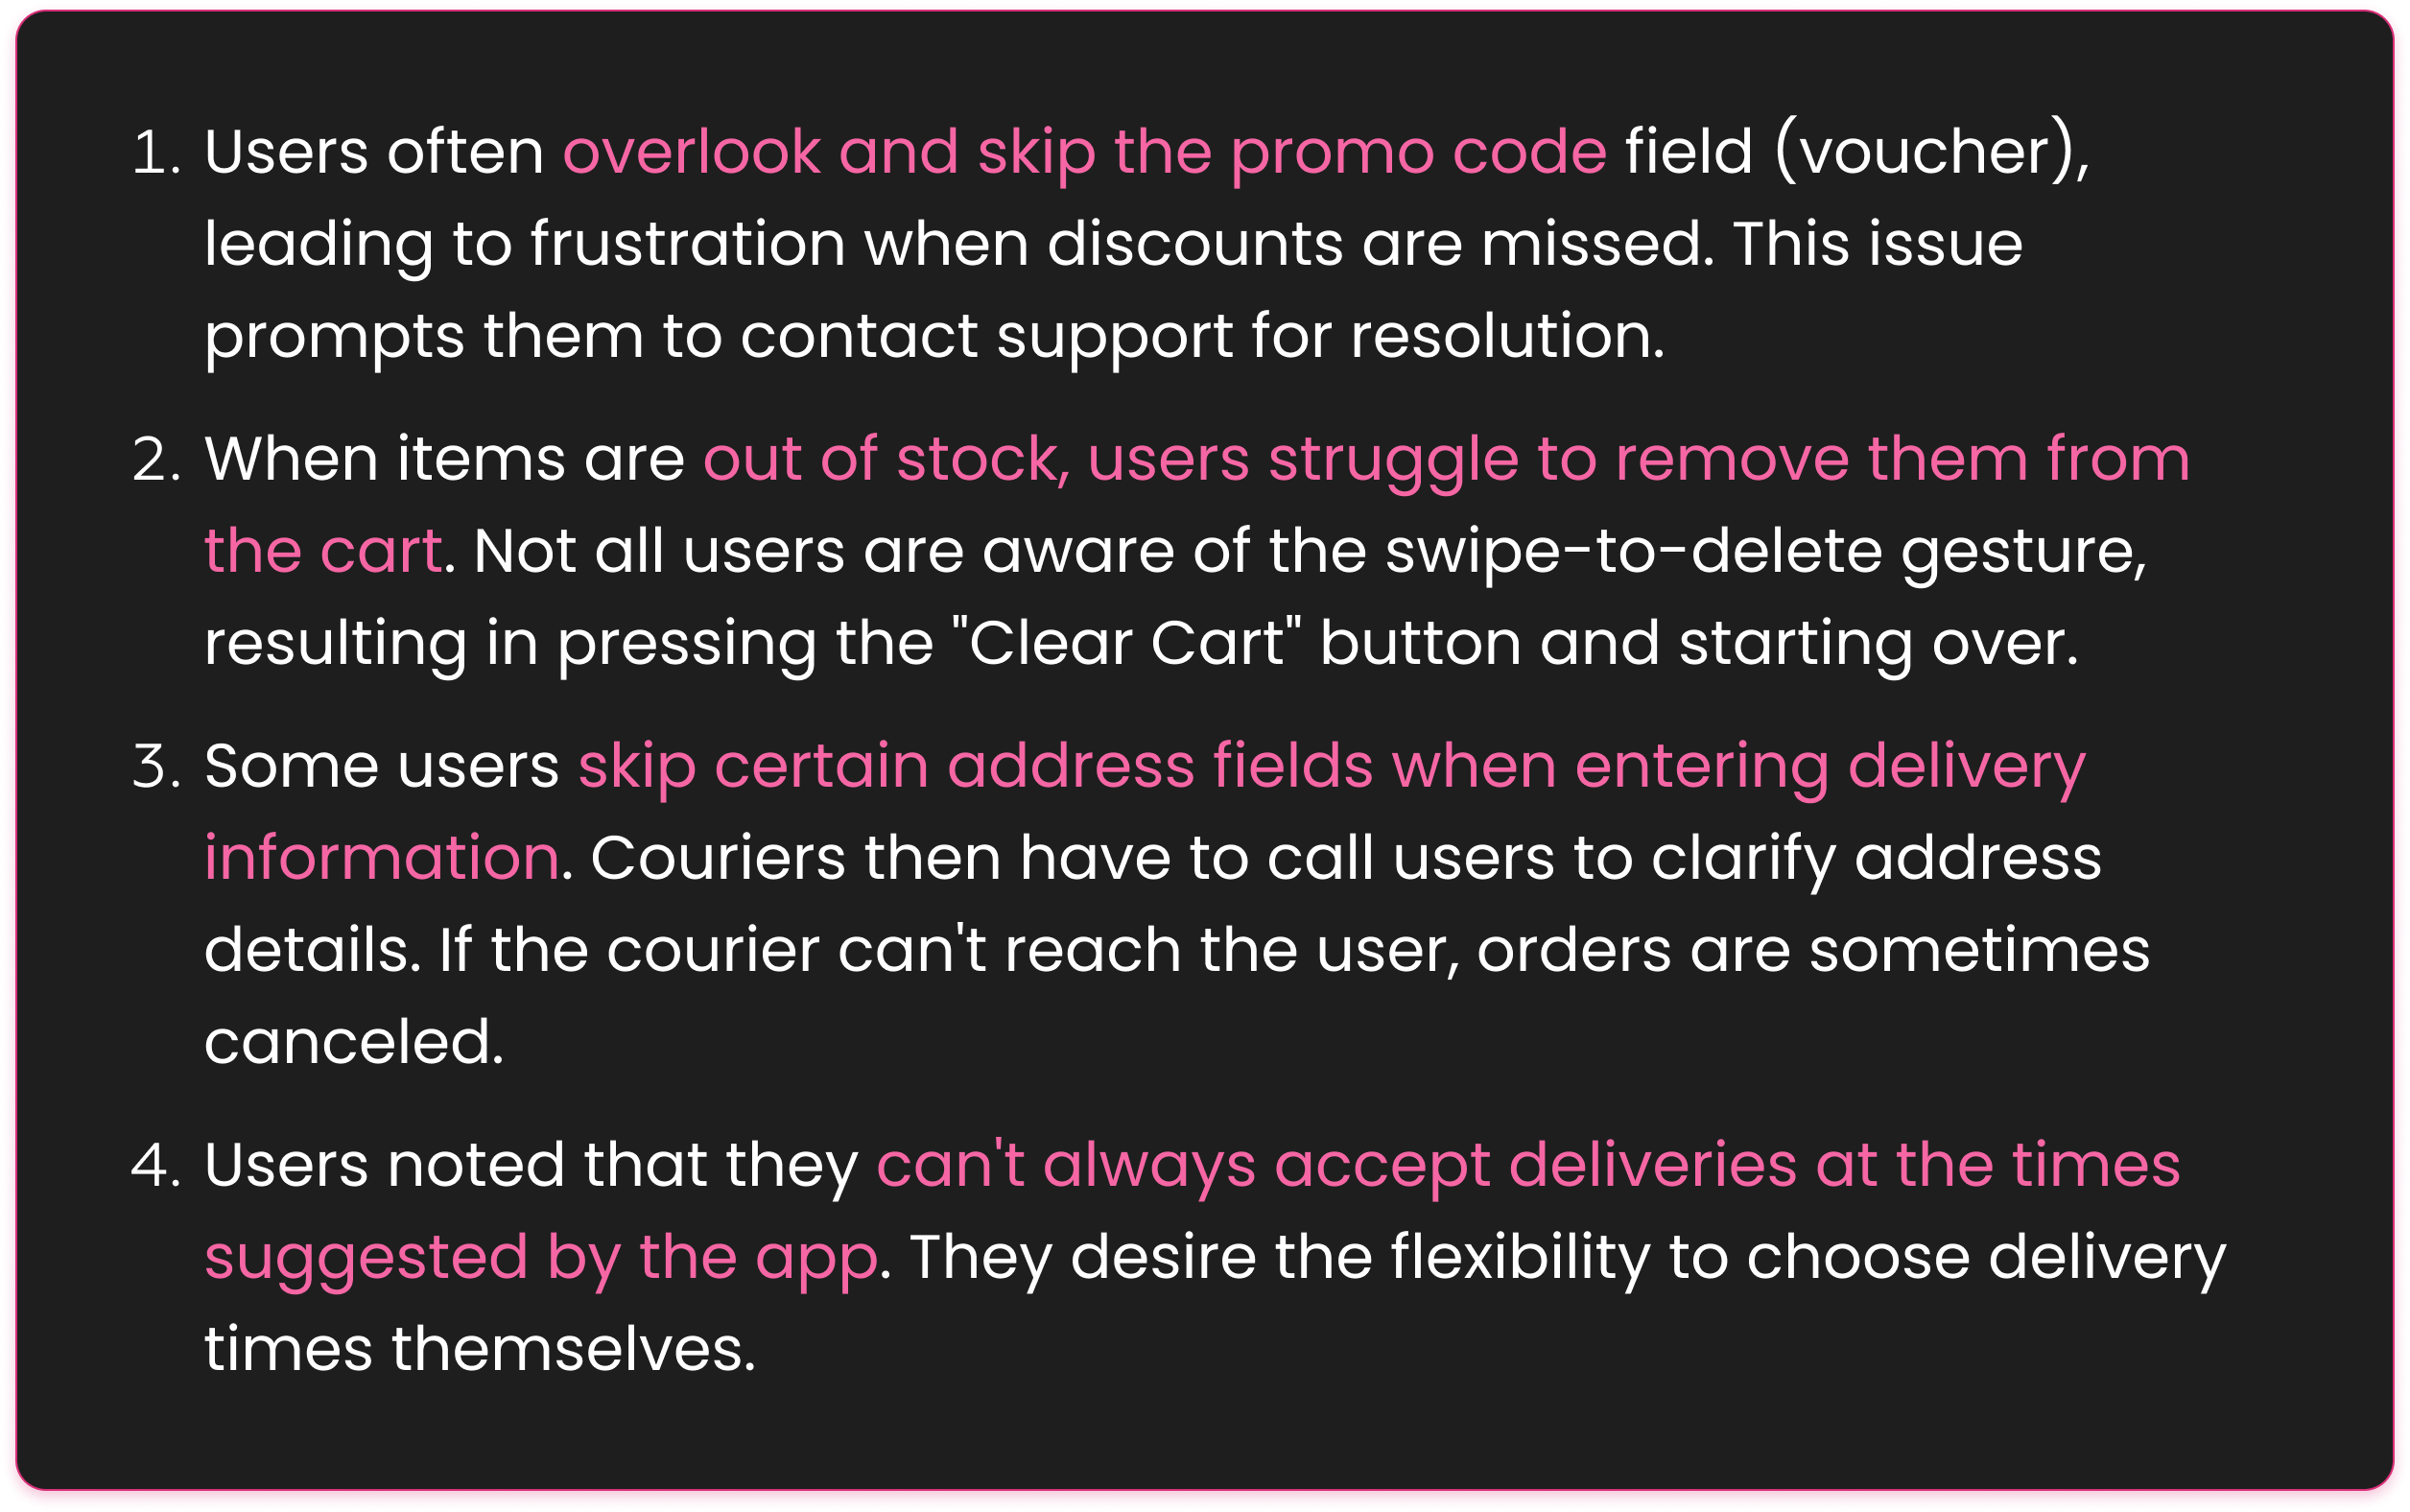 1. Users often overlook and skip the promo code field (voucher),
leading to frustration when discounts are missed. This issue
prompts them to contact support for resolution.
2. When items are out of stock, users struggle to remove them from
the cart. Not all users are aware of the swipe-to-delete gesture,
resulting in pressing the "Clear Cart" button and starting over.
3. Some users skip certain address fields when entering delivery
information. Couriers then have to call users to clarify address
details. If the courier can't reach the user, orders are sometimes
canceled.
4. Users noted that they can't always accept deliveries at the times
suggested by the app. They desire the flexibility to choose delivery
times themselves.